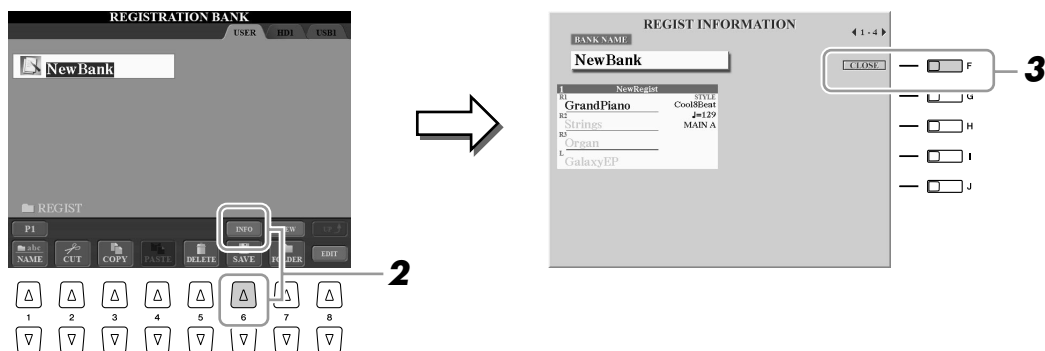 REGISTRATION BANK
USER HD1 USB1
NewBank
REGIST
P1 INFO VIEW UP
abc
NAME CUT COPY PASTE DELETE SAVE FOLDER EDIT
1 2 3 4 5 6 7 8
2
REGIST INFORMATION
BANK NAME
1 - 4
NewBank
CLOSE
F
3
1 NewRegist
R1 STYLE
GrandPiano Cool8Beat
R2 ♩=129
Strings MAIN A
R3
Organ
L
GalaxyEP
G
H
I
J